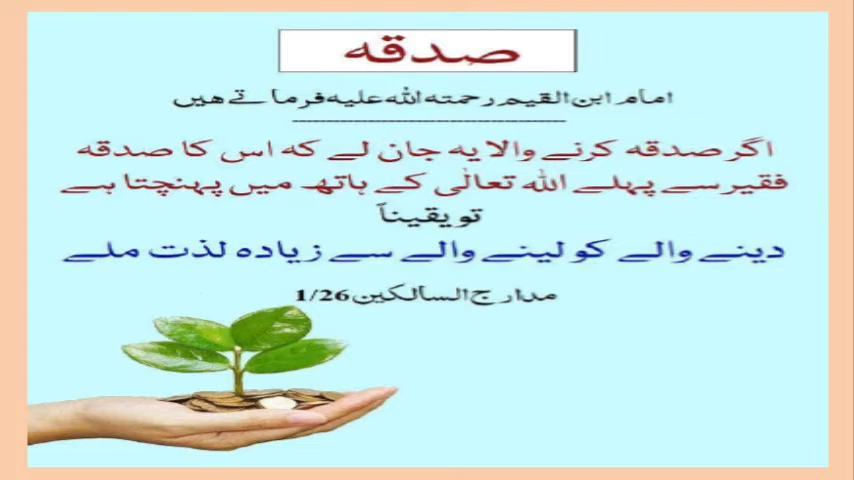 صدقہ
امام ابن القیم رحمتہ اللہ علیہ فرماتے ھیں
اگر صدقہ کرنے والا یہ جان لے کہ اس کا صدقہ
فقیر سے پہلے اللہ تعالٰی کے ہاتھ میں پہنچتا ہے
تو یقیناً
دینے والے کو لینے والے سے زیادہ لذت ملے
مدارج السالکین 1/26